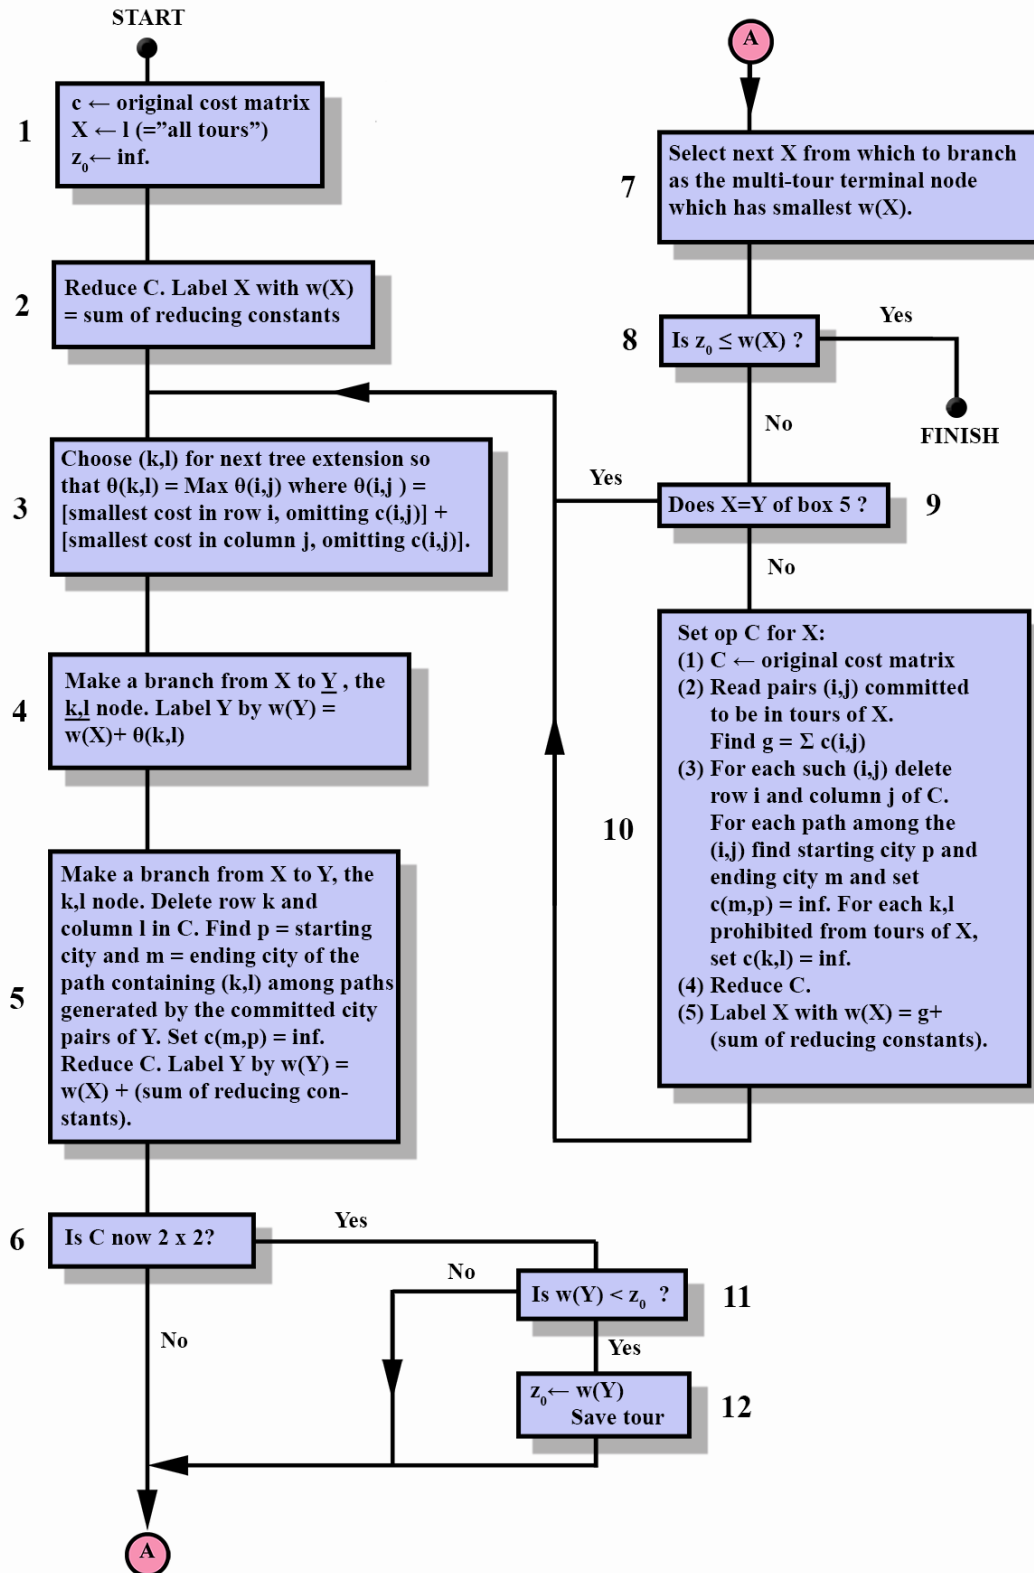 START
1
c ← original cost matrix
X ← l (=”all tours”)
z₀← inf.
2
Reduce C. Label X with w(X)
= sum of reducing constants
3
Choose (k,l) for next tree extension so
that θ(k,l) = Max θ(i,j) where θ(i,j ) =
[smallest cost in row i, omitting c(i,j)] +
[smallest cost in column j, omitting c(i,j)].
4
Make a branch from X to Y , the
k,l node. Label Y by w(Y) =
w(X)+ θ(k,l)
5
Make a branch from X to Y, the
k,l node. Delete row k and
column l in C. Find p = starting
city and m = ending city of the
path containing (k,l) among paths
generated by the committed city
pairs of Y. Set c(m,p) = inf.
Reduce C. Label Y by w(Y) =
w(X) + (sum of reducing con-
stants).
6
Is C now 2 x 2?
Yes
No
No
Is w(Y) < z₀ ?
11
Yes
z₀← w(Y)
Save tour
12
A
A
7
Select next X from which to branch
as the multi-tour terminal node
which has smallest w(X).
8
Is z₀ ≤ w(X) ?
Yes
FINISH
No
Yes
Does X=Y of box 5 ?
9
No
10
Set op C for X:
(1) C ← original cost matrix
(2) Read pairs (i,j) committed
to be in tours of X.
Find g = Σ c(i,j)
(3) For each such (i,j) delete
row i and column j of C.
For each path among the
(i,j) find starting city p and
ending city m and set
c(m,p) = inf. For each k,l
prohibited from tours of X,
set c(k,l) = inf.
(4) Reduce C.
(5) Label X with w(X) = g+
(sum of reducing constants).